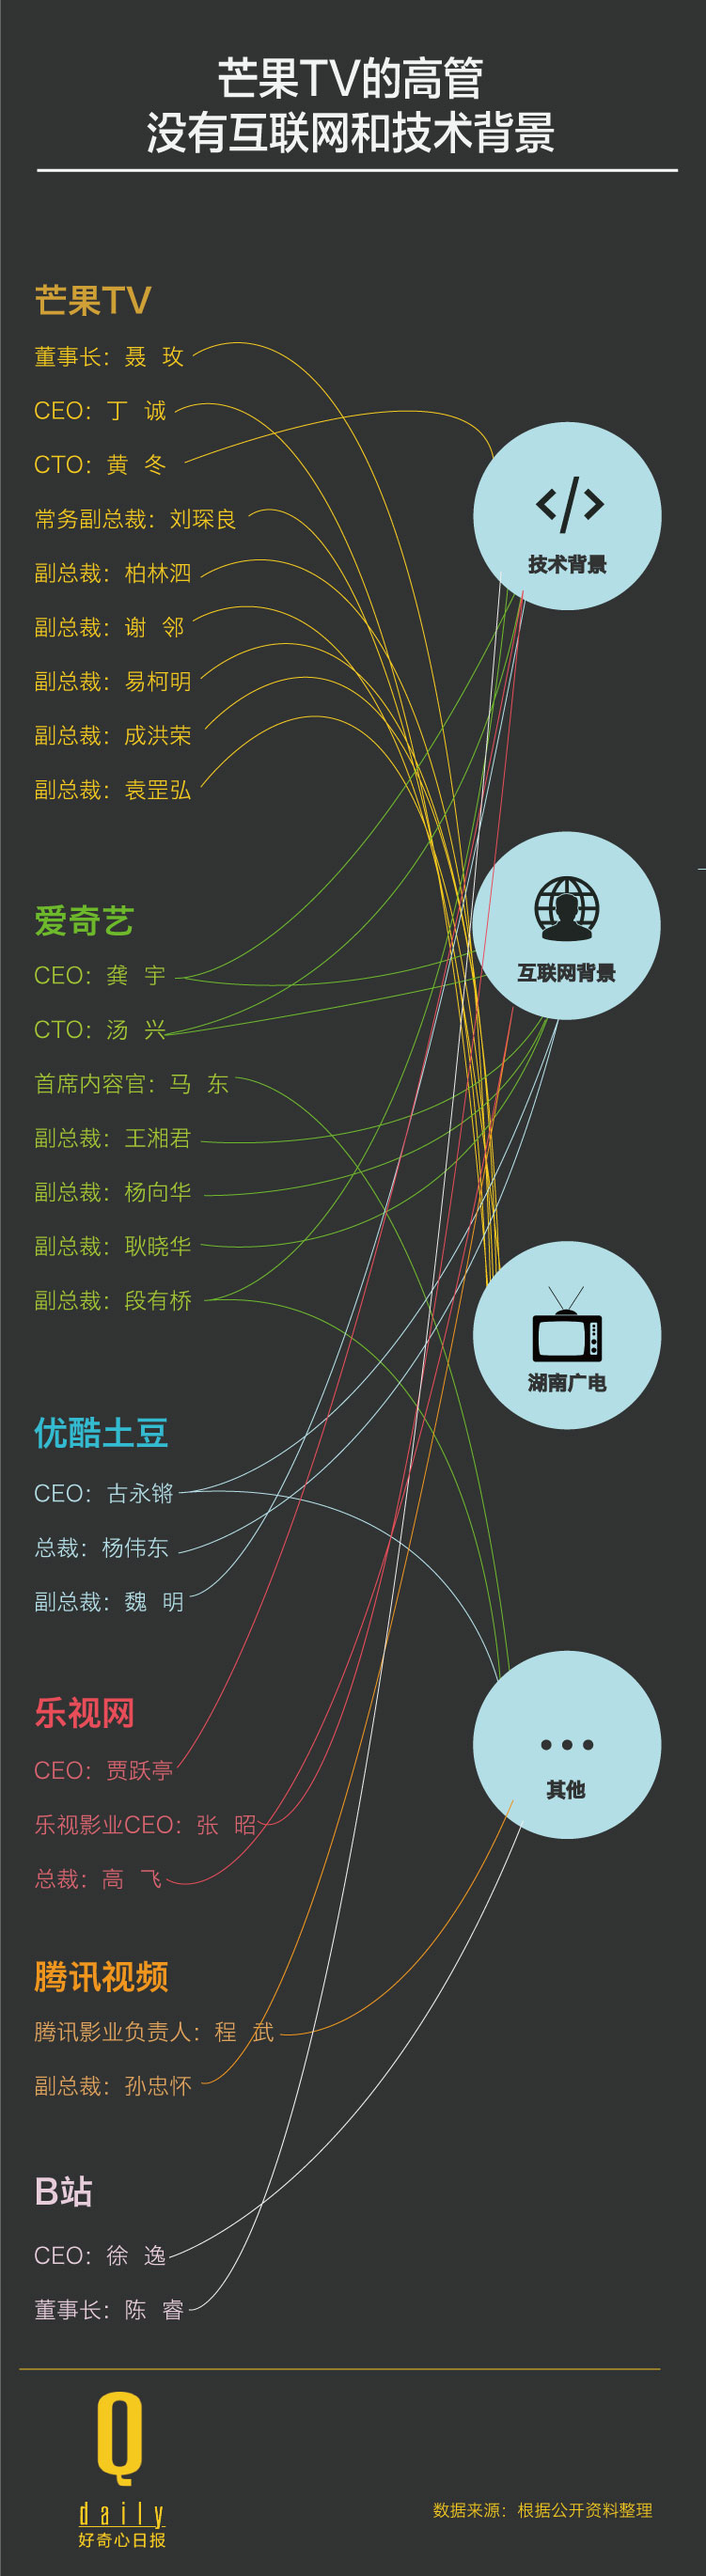 芒果TV的高管
没有互联网和技术背景
芒果TV
董事长：聂 玫
CEO：丁 诚
CTO：黄 冬
常务副总裁：刘琛良
副总裁：柏林泗
副总裁：谢 邻
副总裁：易柯明
副总裁：成洪荣
副总裁：袁罡弘
技术背景
互联网背景
湖南广电
其他
爱奇艺
CEO：龚 宇
CTO：汤 兴
首席内容官：马 东
副总裁：王湘君
副总裁：杨向华
副总裁：耿晓华
副总裁：段有桥
优酷土豆
CEO：古永锵
总裁：杨伟东
副总裁：魏 明
乐视网
CEO：贾跃亭
乐视影业CEO：张 昭
总裁：高 飞
腾讯视频
腾讯影业负责人：程 武
副总裁：孙忠怀
B站
CEO：徐 逸
董事长：陈 睿
Q
daily
好奇心日报
数据来源：根据公开资料整理